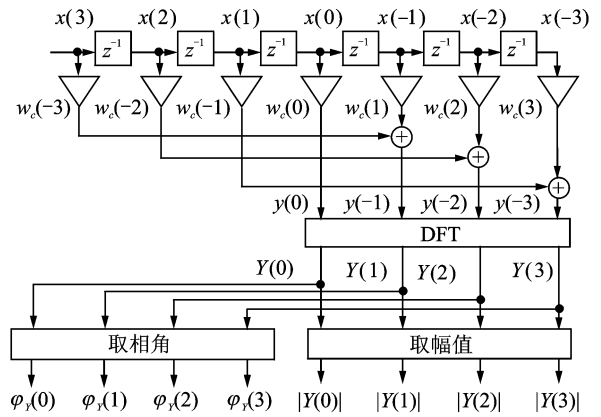 x(3) x(2) x(1) x(0) x(-1) x(-2) x(-3)
z⁻¹ z⁻¹ z⁻¹ z⁻¹ z⁻¹ z⁻¹
w_c(-3) w_c(-2) w_c(-1) w_c(0) w_c(1) w_c(2) w_c(3)
+
+
+
y(0) y(-1) y(-2) y(-3)
DFT
Y(0) Y(1) Y(2) Y(3)
取相角 取幅值
φ_Y(0) φ_Y(1) φ_Y(2) φ_Y(3) |Y(0)| |Y(1)| |Y(2)| |Y(3)|